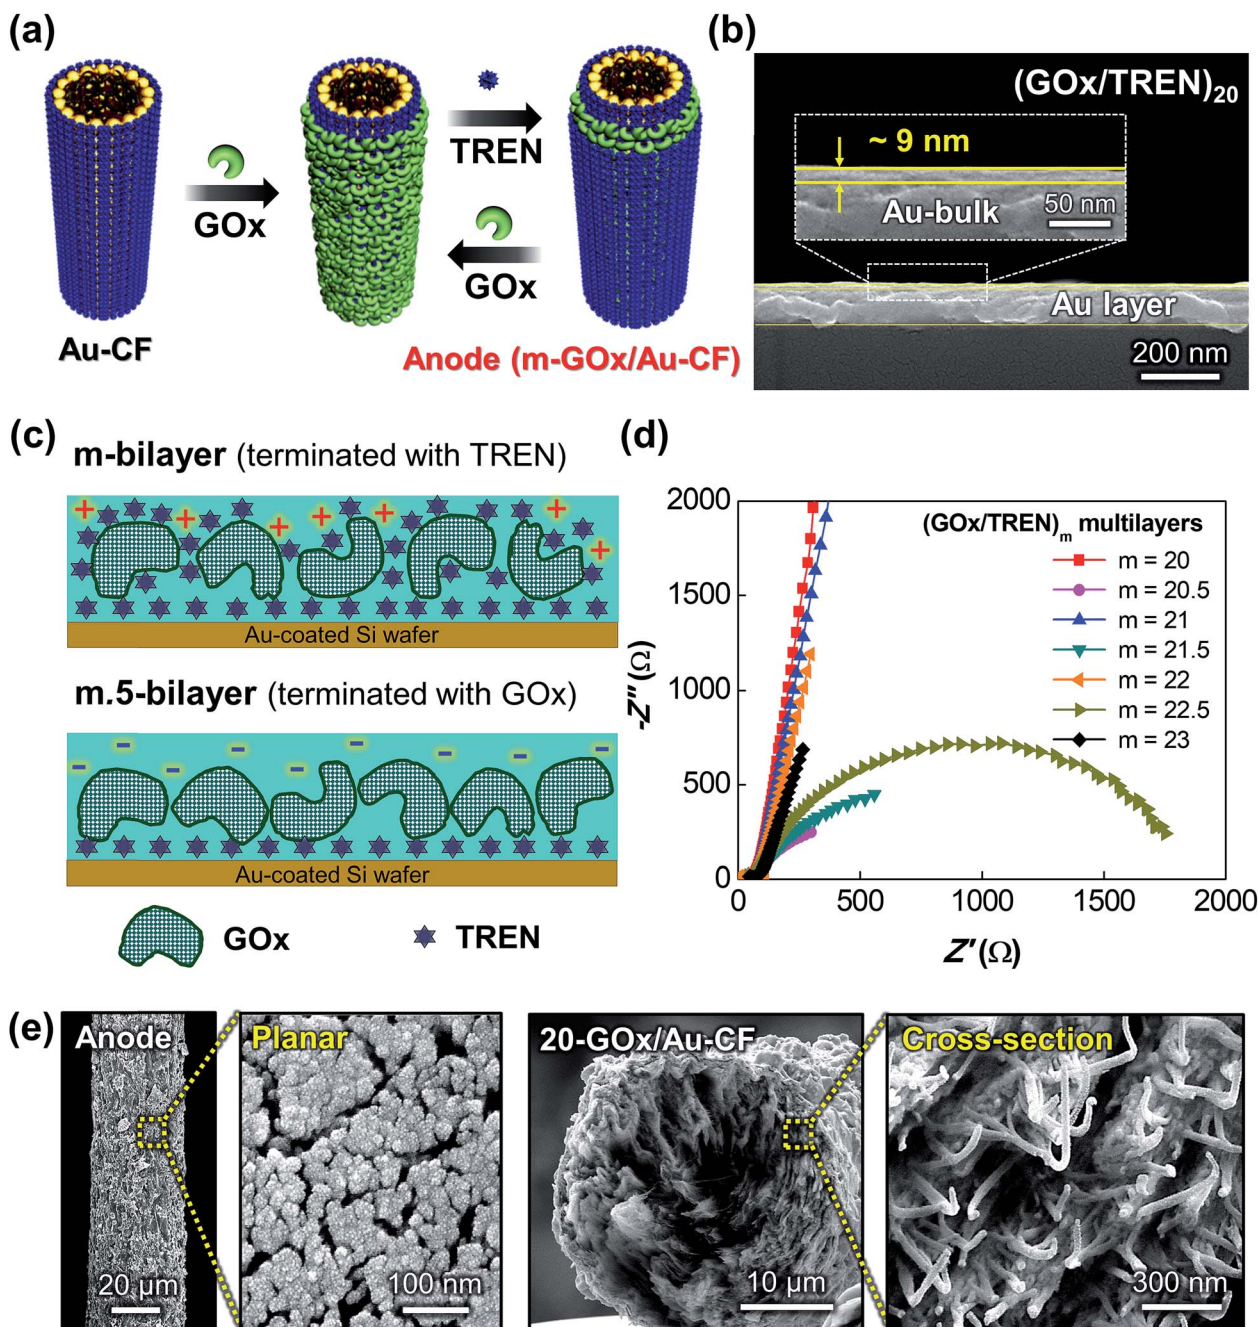 (a)
GOx
TREN
GOx
Au-CF
Anode (m-GOx/Au-CF)
(b)
(GOx/TREN)20
~ 9 nm
Au-bulk
50 nm
Au layer
200 nm
(c)
m-bilayer (terminated with TREN)
Au-coated Si wafer
m.5-bilayer (terminated with GOx)
Au-coated Si wafer
GOx
TREN
(d)
2000
1500
1000
500
0
-Z″(Ω)
(GOx/TREN)m multilayers
m = 20
m = 20.5
m = 21
m = 21.5
m = 22
m = 22.5
m = 23
0 500 1000 1500 2000
Z′(Ω)
(e)
Anode
20 µm
Planar
100 nm
20-GOx/Au-CF
10 µm
Cross-section
300 nm